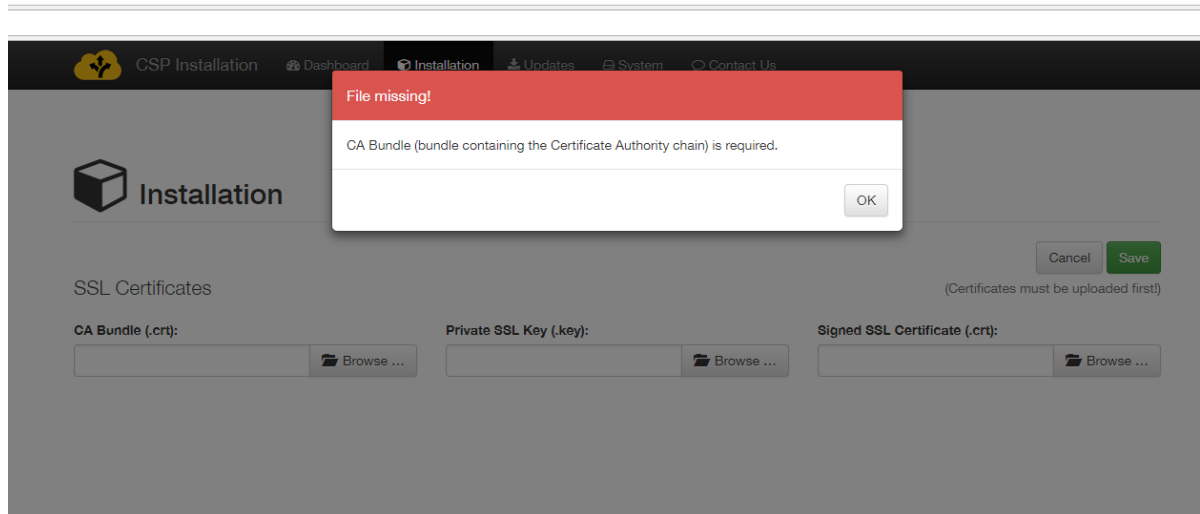 CSP Installation Dashboard Installation Updates System Contact Us
File missing!
CA Bundle (bundle containing the Certificate Authority chain) is required.
OK
Installation
Cancel Save
SSL Certificates
(Certificates must be uploaded first!)
CA Bundle (.crt): Private SSL Key (.key): Signed SSL Certificate (.crt):
Browse ... Browse ... Browse ...